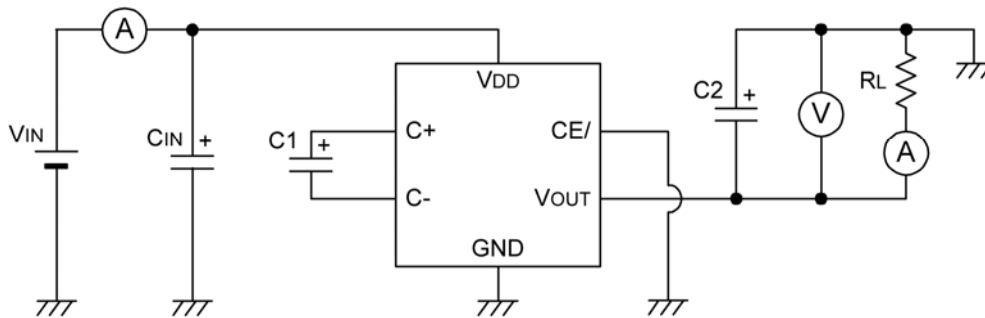 A
VDD
C2
+
RL
VIN
CIN
+
C1
+
C+
CE/
V
A
C-
VOUT
GND